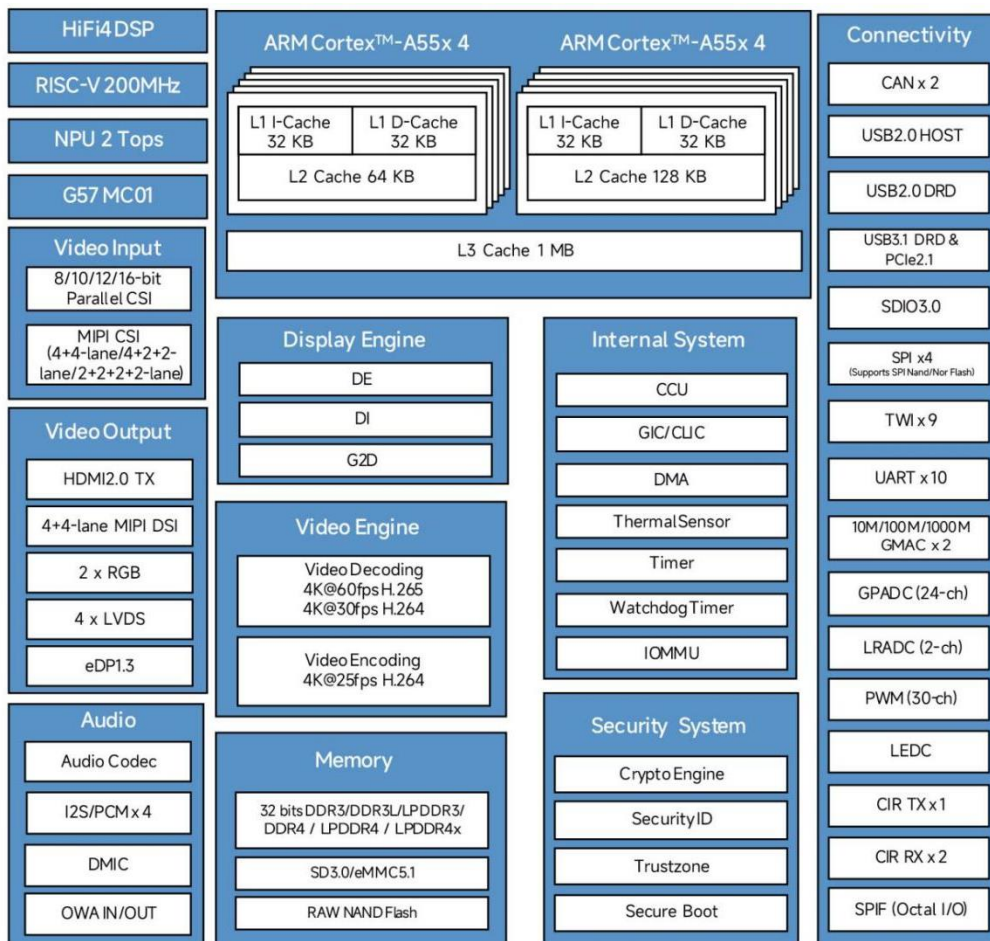 HiFi4 DSP
RISC-V 200MHz
NPU 2 Tops
G57 MC01
Video Input
8/10/12/16-bit
Parallel CSI
MIPI CSI
(4+4-lane/4+2+2-
lane/2+2+2+2-lane)
Video Output
HDMI2.0 TX
4+4-lane MIPI DSI
2 x RGB
4 x LVDS
eDP1.3
Audio
Audio Codec
I2S/PCM x 4
DMIC
OWA IN/OUT
ARM Cortex™-A55x 4
L1 I-Cache
32 KB
L1 D-Cache
32 KB
L2 Cache 64 KB
ARM Cortex™-A55x 4
L1 I-Cache
32 KB
L1 D-Cache
32 KB
L2 Cache 128 KB
L3 Cache 1 MB
Display Engine
DE
DI
G2D
Video Engine
Video Decoding
4K@60fps H.265
4K@30fps H.264
Video Encoding
4K@25fps H.264
Memory
32 bits DDR3/DDR3L/LPDDR3/
DDR4 / LPDDR4 / LPDDR4x
SD3.0/eMMC5.1
RAW NAND Flash
Internal System
CCU
GIC/CLIC
DMA
ThermalSensor
Timer
Watchdog Timer
IOMMU
Security System
Crypto Engine
Security ID
Trustzone
Secure Boot
Connectivity
CAN x 2
USB2.0 HOST
USB2.0 DRD
USB3.1 DRD &
PCIe2.1
SDIO3.0
SPI x4
(Supports SPI Nand/Nor Flash)
TWI x 9
UART x 10
10M/100M/1000M
GMAC x 2
GPADC (24-ch)
LRADC (2-ch)
PWM (30-ch)
LEDC
CIR TX x 1
CIR RX x 2
SPIF (Octal I/O)